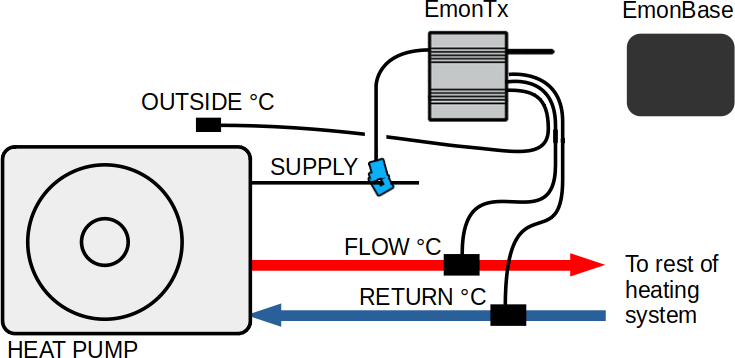 EmonTx
EmonBase
OUTSIDE °C
SUPPLY
FLOW °C
RETURN °C
To rest of
heating
system
HEAT PUMP